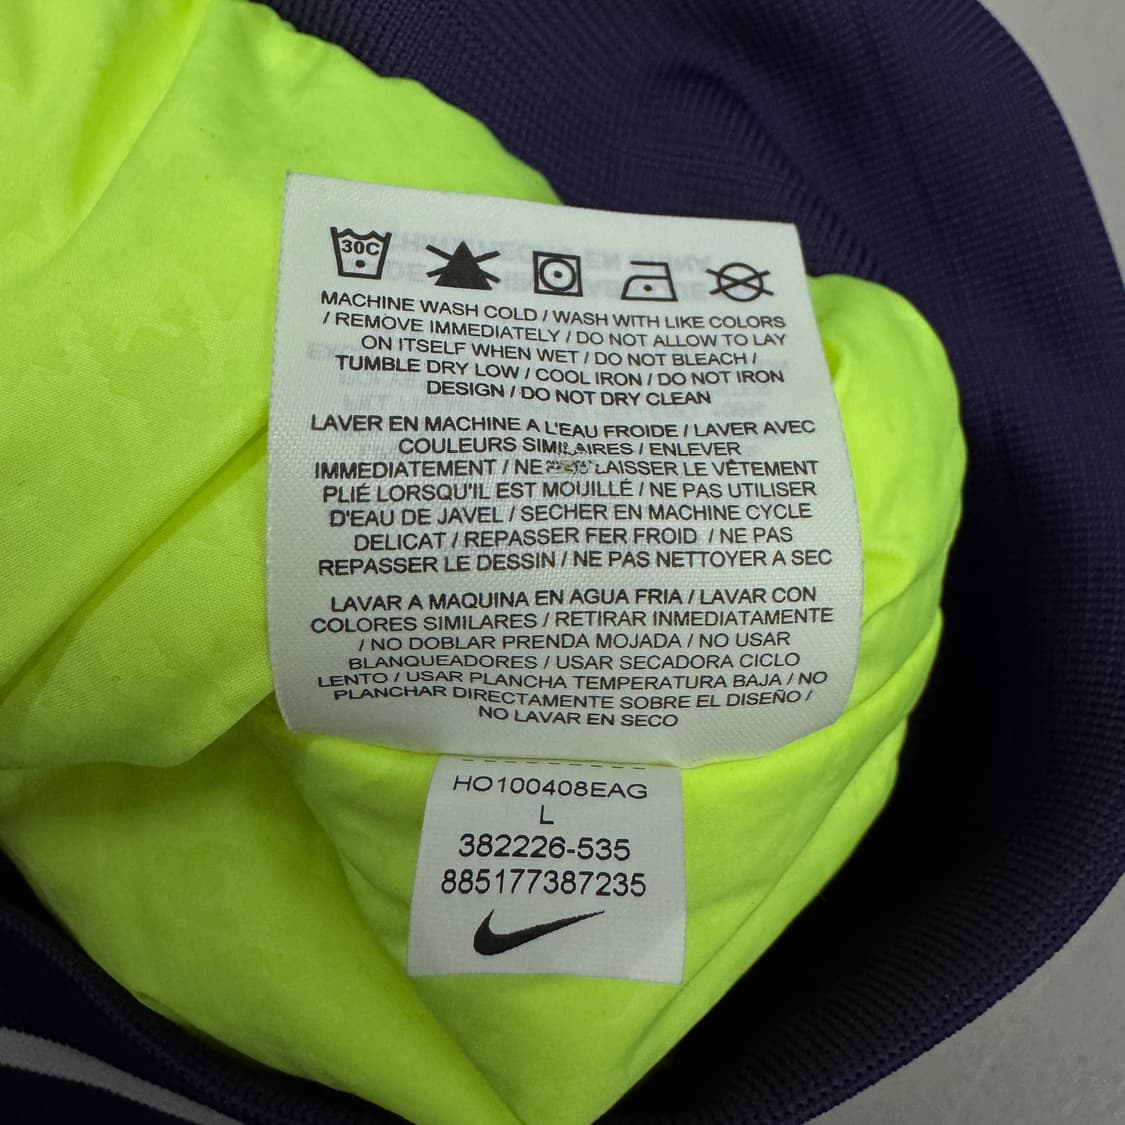 30C
MACHINE WASH COLD / WASH WITH LIKE COLORS
/ REMOVE IMMEDIATELY / DO NOT ALLOW TO LAY
ON ITSELF WHEN WET / DO NOT BLEACH /
TUMBLE DRY LOW / COOL IRON / DO NOT IRON
DESIGN / DO NOT DRY CLEAN
LAVER EN MACHINE A L'EAU FROIDE / LAVER AVEC
COULEURS SIMILAIRES / ENLEVER
IMMEDIATEMENT / NE LAISSER LE VÊTEMENT
PLIÉ LORSQU'IL EST MOUILLÉ / NE PAS UTILISER
D'EAU DE JAVEL / SECHER EN MACHINE CYCLE
DELICAT / REPASSER FER FROID / NE PAS
REPASSER LE DESSIN / NE PAS NETTOYER A SEC
LAVAR A MAQUINA EN AGUA FRIA / LAVAR CON
COLORES SIMILARES / RETIRAR INMEDIATAMENTE
/ NO DOBLAR PRENDA MOJADA / NO USAR
BLANQUEADORES / USAR SECADORA CICLO
LENTO / USAR PLANCHA TEMPERATURA BAJA / NO
PLANCHAR DIRECTAMENTE SOBRE EL DISEÑO /
NO LAVAR EN SECO
HO100408EAG
L
382226-535
885177387235